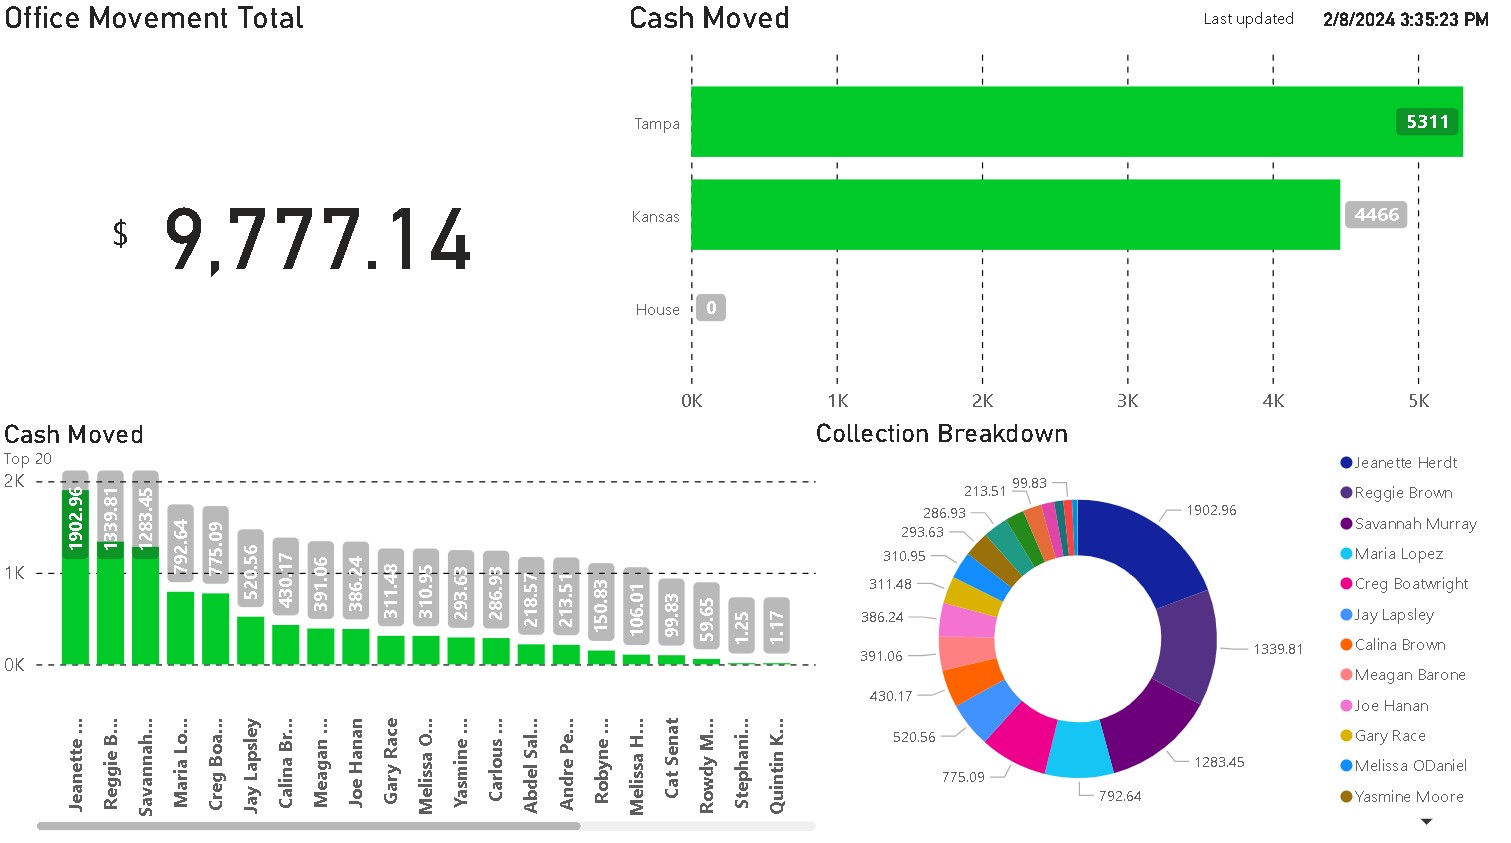 Office Movement Total
$ 9,777.14
Cash Moved
Last updated 2/8/2024 3:35:23 PM
Tampa 5311
Kansas 4466
House 0
0K 1K 2K 3K 4K 5K
Cash Moved
Top 20
2K
1K
0K
1902.96 1339.81 1283.45 792.64 775.09 520.56 430.17 391.06 386.24 311.48 310.95 293.63 286.93 218.57 213.51 150.83 106.01 99.83 59.65 1.25 1.17
Jeanette ...
Reggie B...
Savannah...
Maria Lo...
Creg Boa...
Jay Lapsley
Calina Br...
Meagan ...
Joe Hanan
Gary Race
Melissa O...
Yasmine ...
Carlous ...
Abdel Sal...
Andre Pe...
Robyne ...
Melissa H...
Cat Senat
Rowdy M...
Stephani...
Quintin K...
Collection Breakdown
1902.96
1339.81
1283.45
792.64
775.09
520.56
430.17
391.06
386.24
311.48
310.95
293.63
286.93
213.51
99.83
Jeanette Herdt
Reggie Brown
Savannah Murray
Maria Lopez
Creg Boatwright
Jay Lapsley
Calina Brown
Meagan Barone
Joe Hanan
Gary Race
Melissa ODaniel
Yasmine Moore